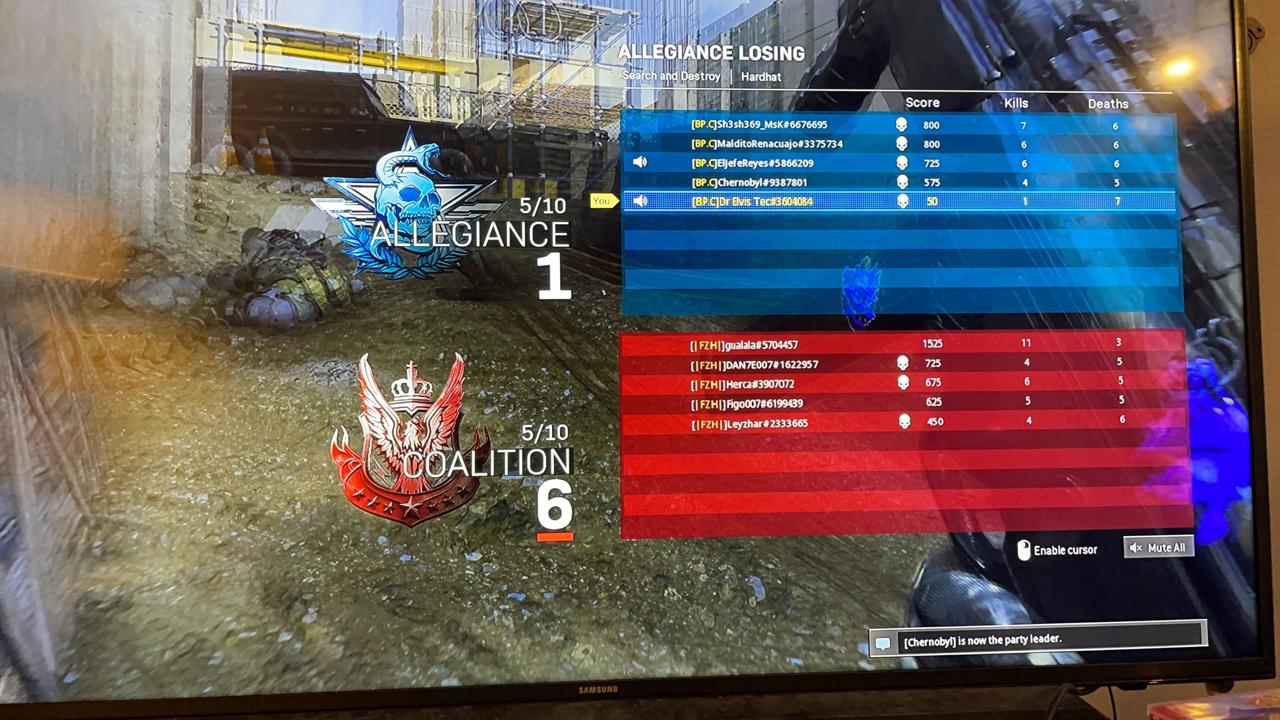 ALLEGIANCE LOSING
Search and Destroy | Hardhat
Score Kills Deaths
[BP.C]Sh3sh369_MsK#6676695 800 7 6
[BP.C]MalditoRenacuajo#3375734 800 6 6
[BP.C]EljefeReyes#5866209 725 6 6
[BP.C]Chernobyl#9387801 575 4 5
You [BP.C]Dr Elvis Tec#3604084 50 1 7
5/10
ALLEGIANCE
1
[|FZH|]gualala#5704457 1525 11 3
[|FZH|]DAN7E007#1622957 725 4 5
[|FZH|]Herca#3907072 675 6 5
[|FZH|]Figo007#6199439 625 5 5
[|FZH|]Leyzhar#2333665 450 4 6
5/10
COALITION
6
Enable cursor Mute All
[Chernobyl] is now the party leader.
SAMSUNG